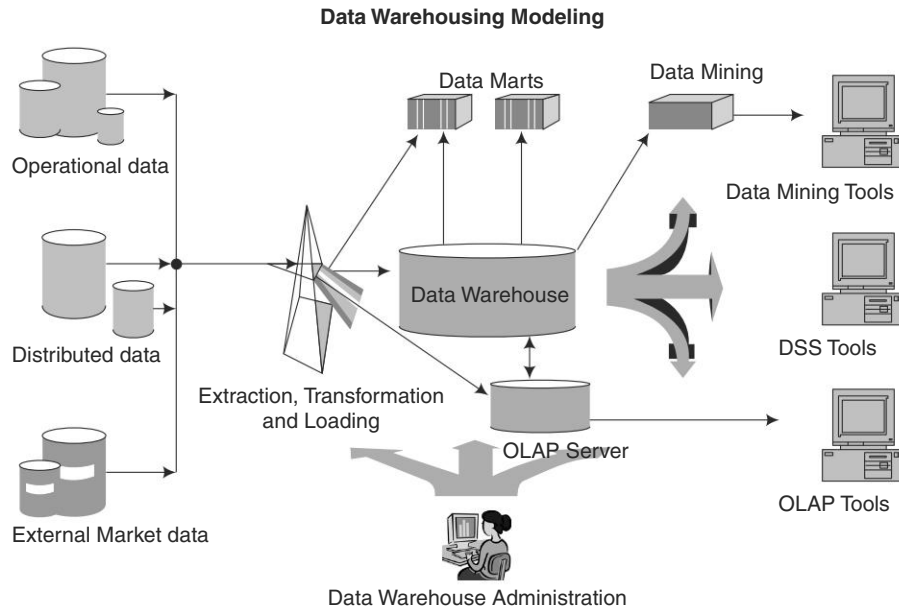 Data Warehousing Modeling
Data Marts
Data Mining
Operational data
Data Mining Tools
Data Warehouse
Distributed data
DSS Tools
Extraction, Transformation
and Loading
OLAP Server
OLAP Tools
External Market data
Data Warehouse Administration